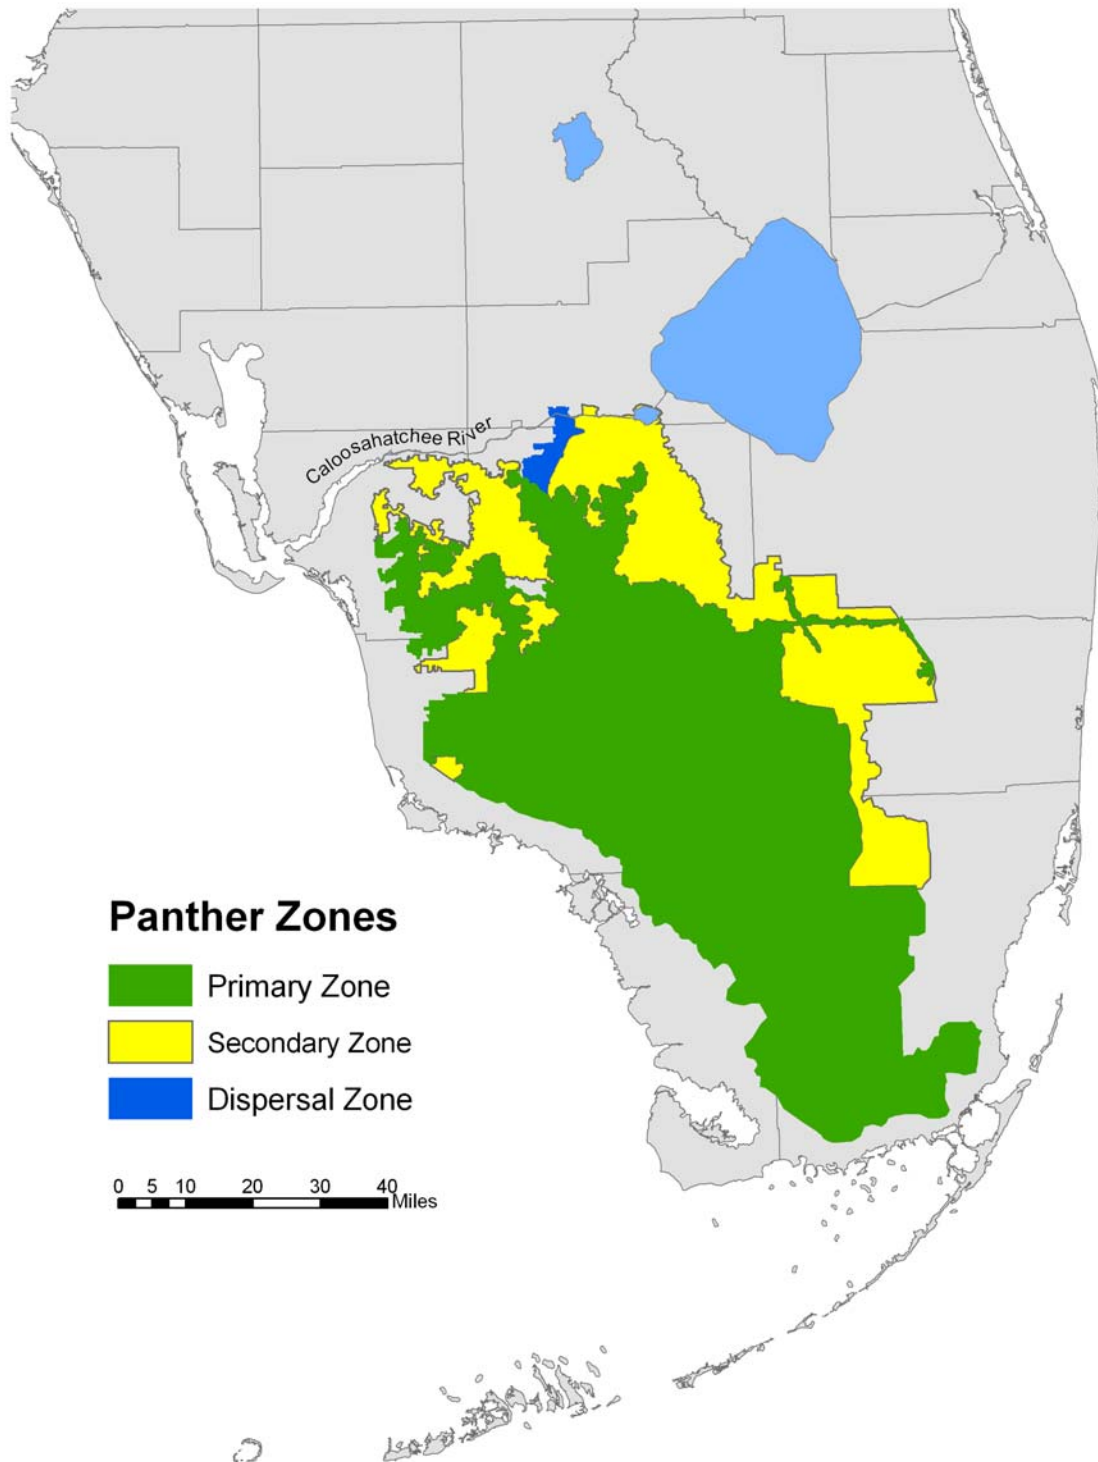 Caloosahatchee River
Panther Zones
Primary Zone
Secondary Zone
Dispersal Zone
0 5 10 20 30 40
Miles